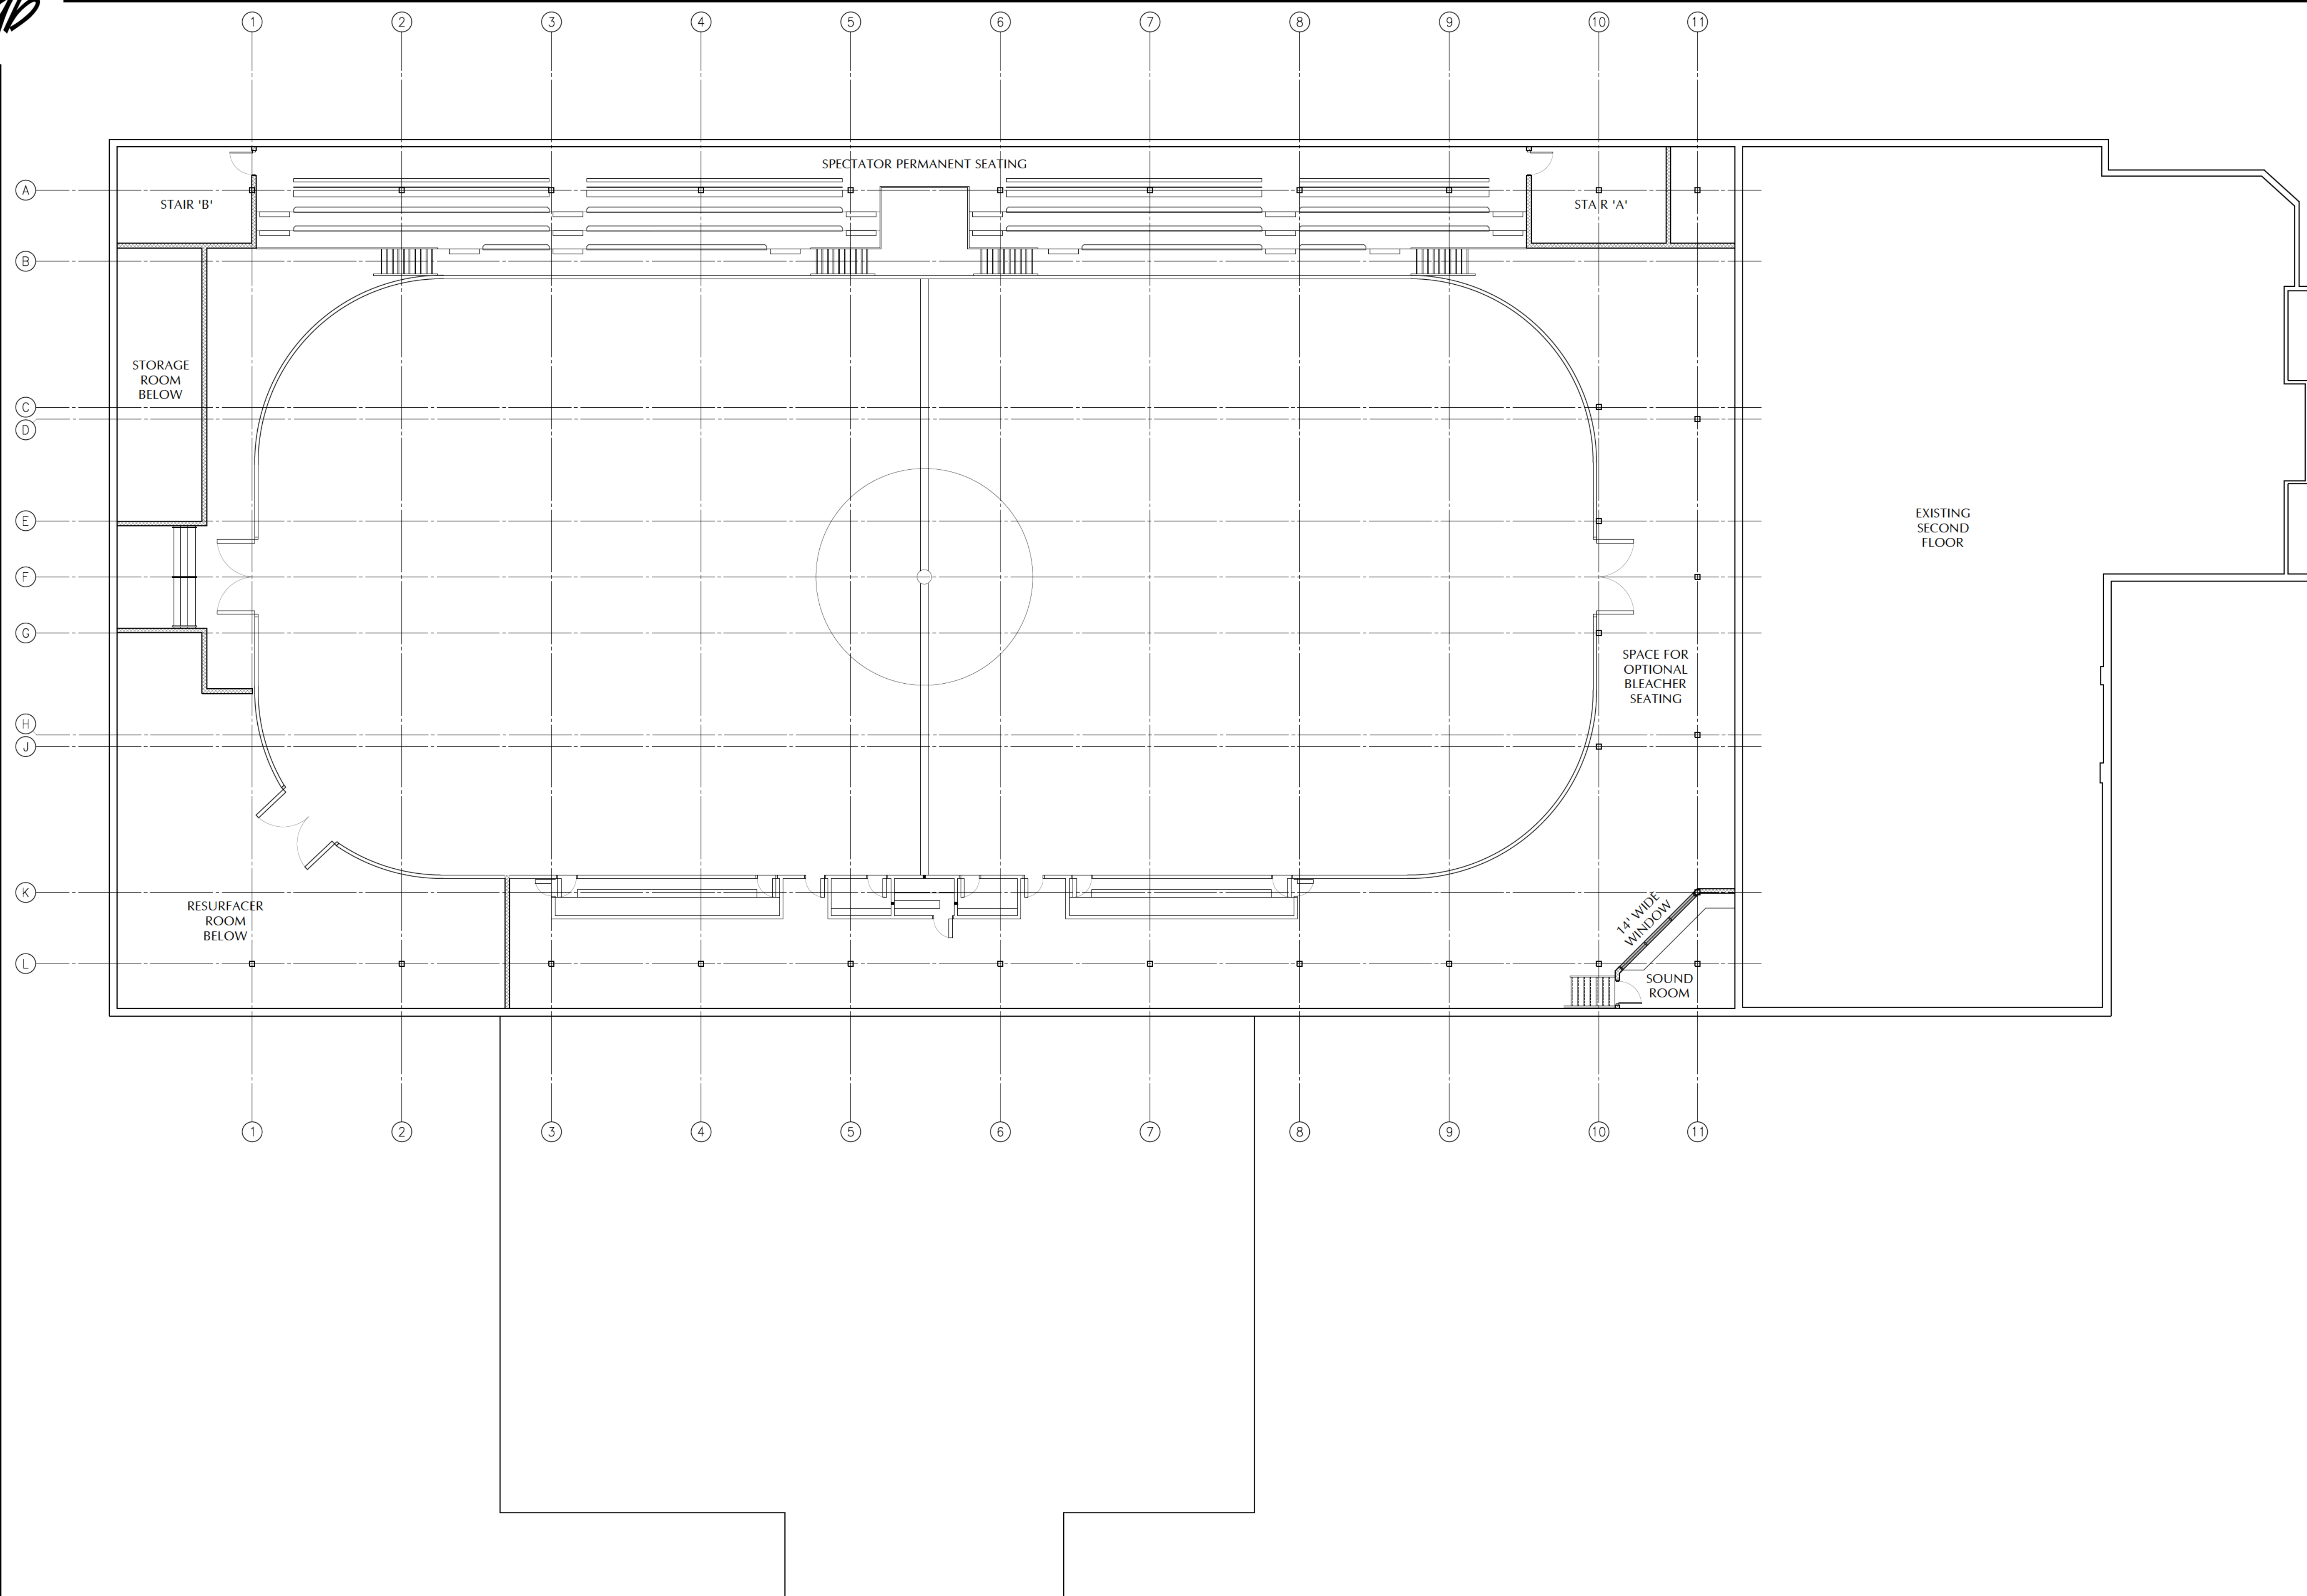 1 2 3 4 5 6 7 8 9 10 11
SPECTATOR PERMANENT SEATING
A
STAIR 'B'
STAIR 'A'
B
STORAGE
ROOM
BELOW
C
D
E
EXISTING
SECOND
FLOOR
F
G
SPACE FOR
OPTIONAL
BLEACHER
SEATING
H
J
K
RESURFACER
ROOM
BELOW
14' WIDE
WINDOW
L
SOUND
ROOM
1 2 3 4 5 6 7 8 9 10 11